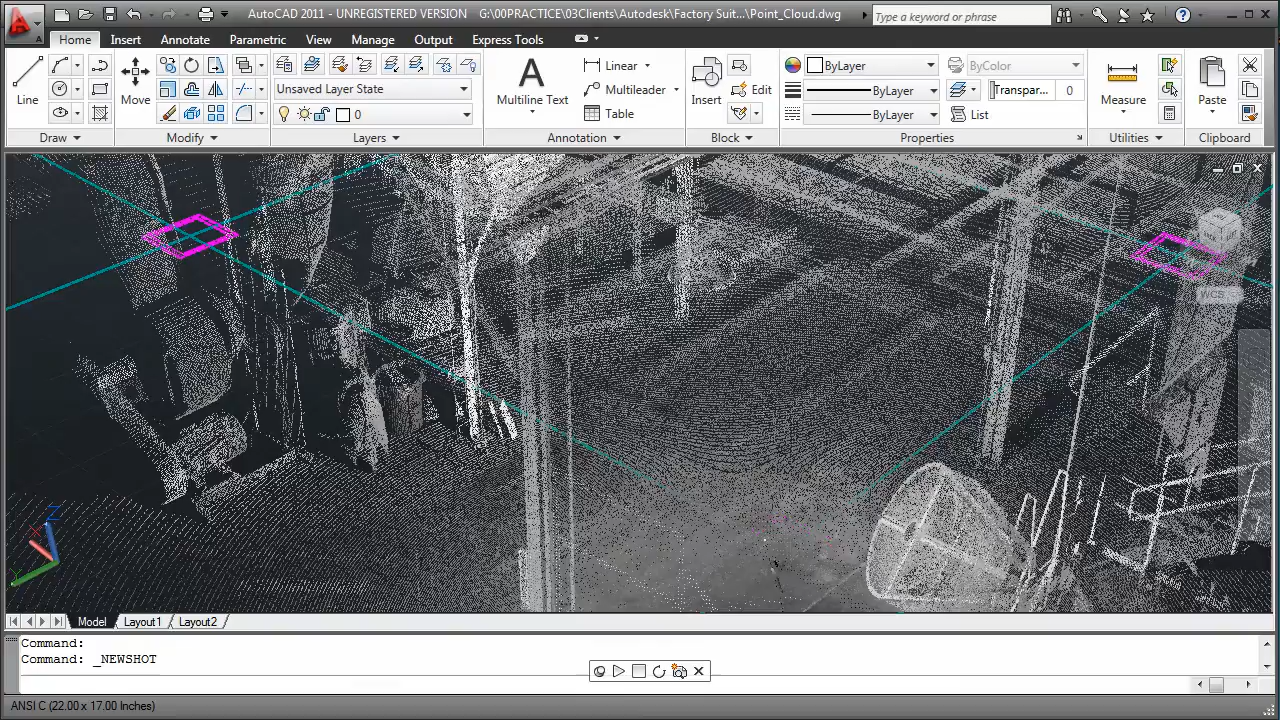 AutoCAD 2011 - UNREGISTERED VERSION G:\00PRACTICE\03Clients\Autodesk\Factory Suit...\Point_Cloud.dwg
Type a keyword or phrase
Home Insert Annotate Parametric View Manage Output Express Tools
Line
Move
Unsaved Layer State
0
Multiline Text
Linear
Multileader
Table
Insert
Edit
ByLayer
ByLayer
ByLayer
ByColor
Transpar... 0
List
Measure
Paste
Draw Modify Layers Annotation Block Properties Utilities Clipboard
WCS
Z
X
Model Layout1 Layout2
Command:
Command: _NEWSHOT
ANSI C (22.00 x 17.00 Inches)